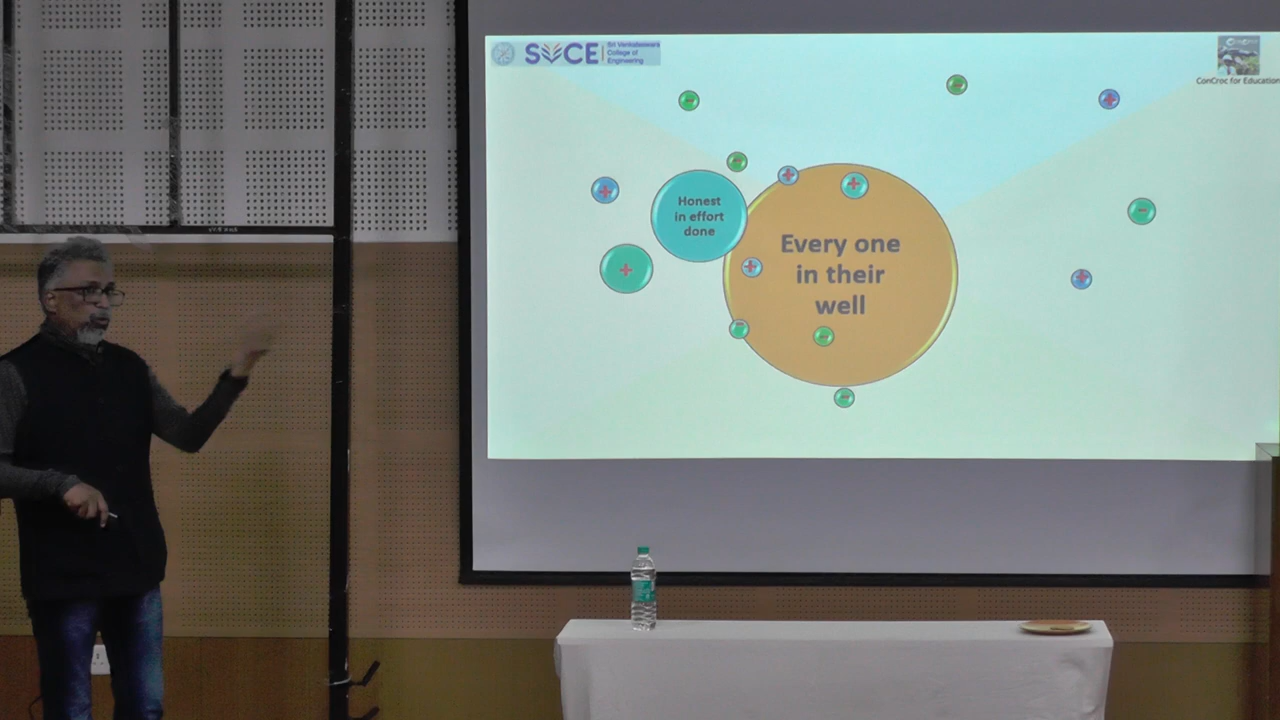 SVCE
Sri Venkateswara
College of
Engineering
ConCroc for Education
Honest
in effort
done
Every one
in their
well